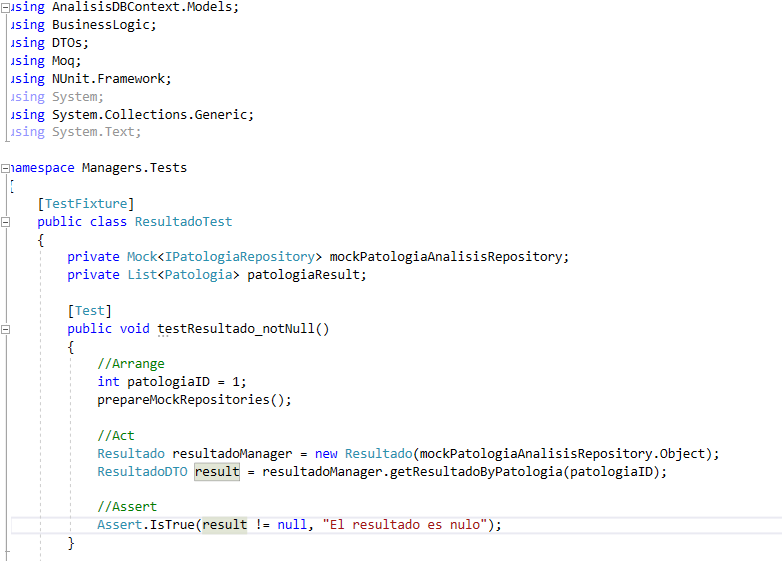 using AnalisisDBContext.Models;
using BusinessLogic;
using DTOs;
using Moq;
using NUnit.Framework;
using System;
using System.Collections.Generic;
using System.Text;
namespace Managers.Tests
{
[TestFixture]
public class ResultadoTest
{
private Mock<IPatologiaRepository> mockPatologiaAnalisisRepository;
private List<Patologia> patologiaResult;
[Test]
public void testResultado_notNull()
{
//Arrange
int patologiaID = 1;
prepareMockRepositories();
//Act
Resultado resultadoManager = new Resultado(mockPatologiaAnalisisRepository.Object);
ResultadoDTO result = resultadoManager.getResultadoByPatologia(patologiaID);
//Assert
Assert.IsTrue(result != null, "El resultado es nulo");
}